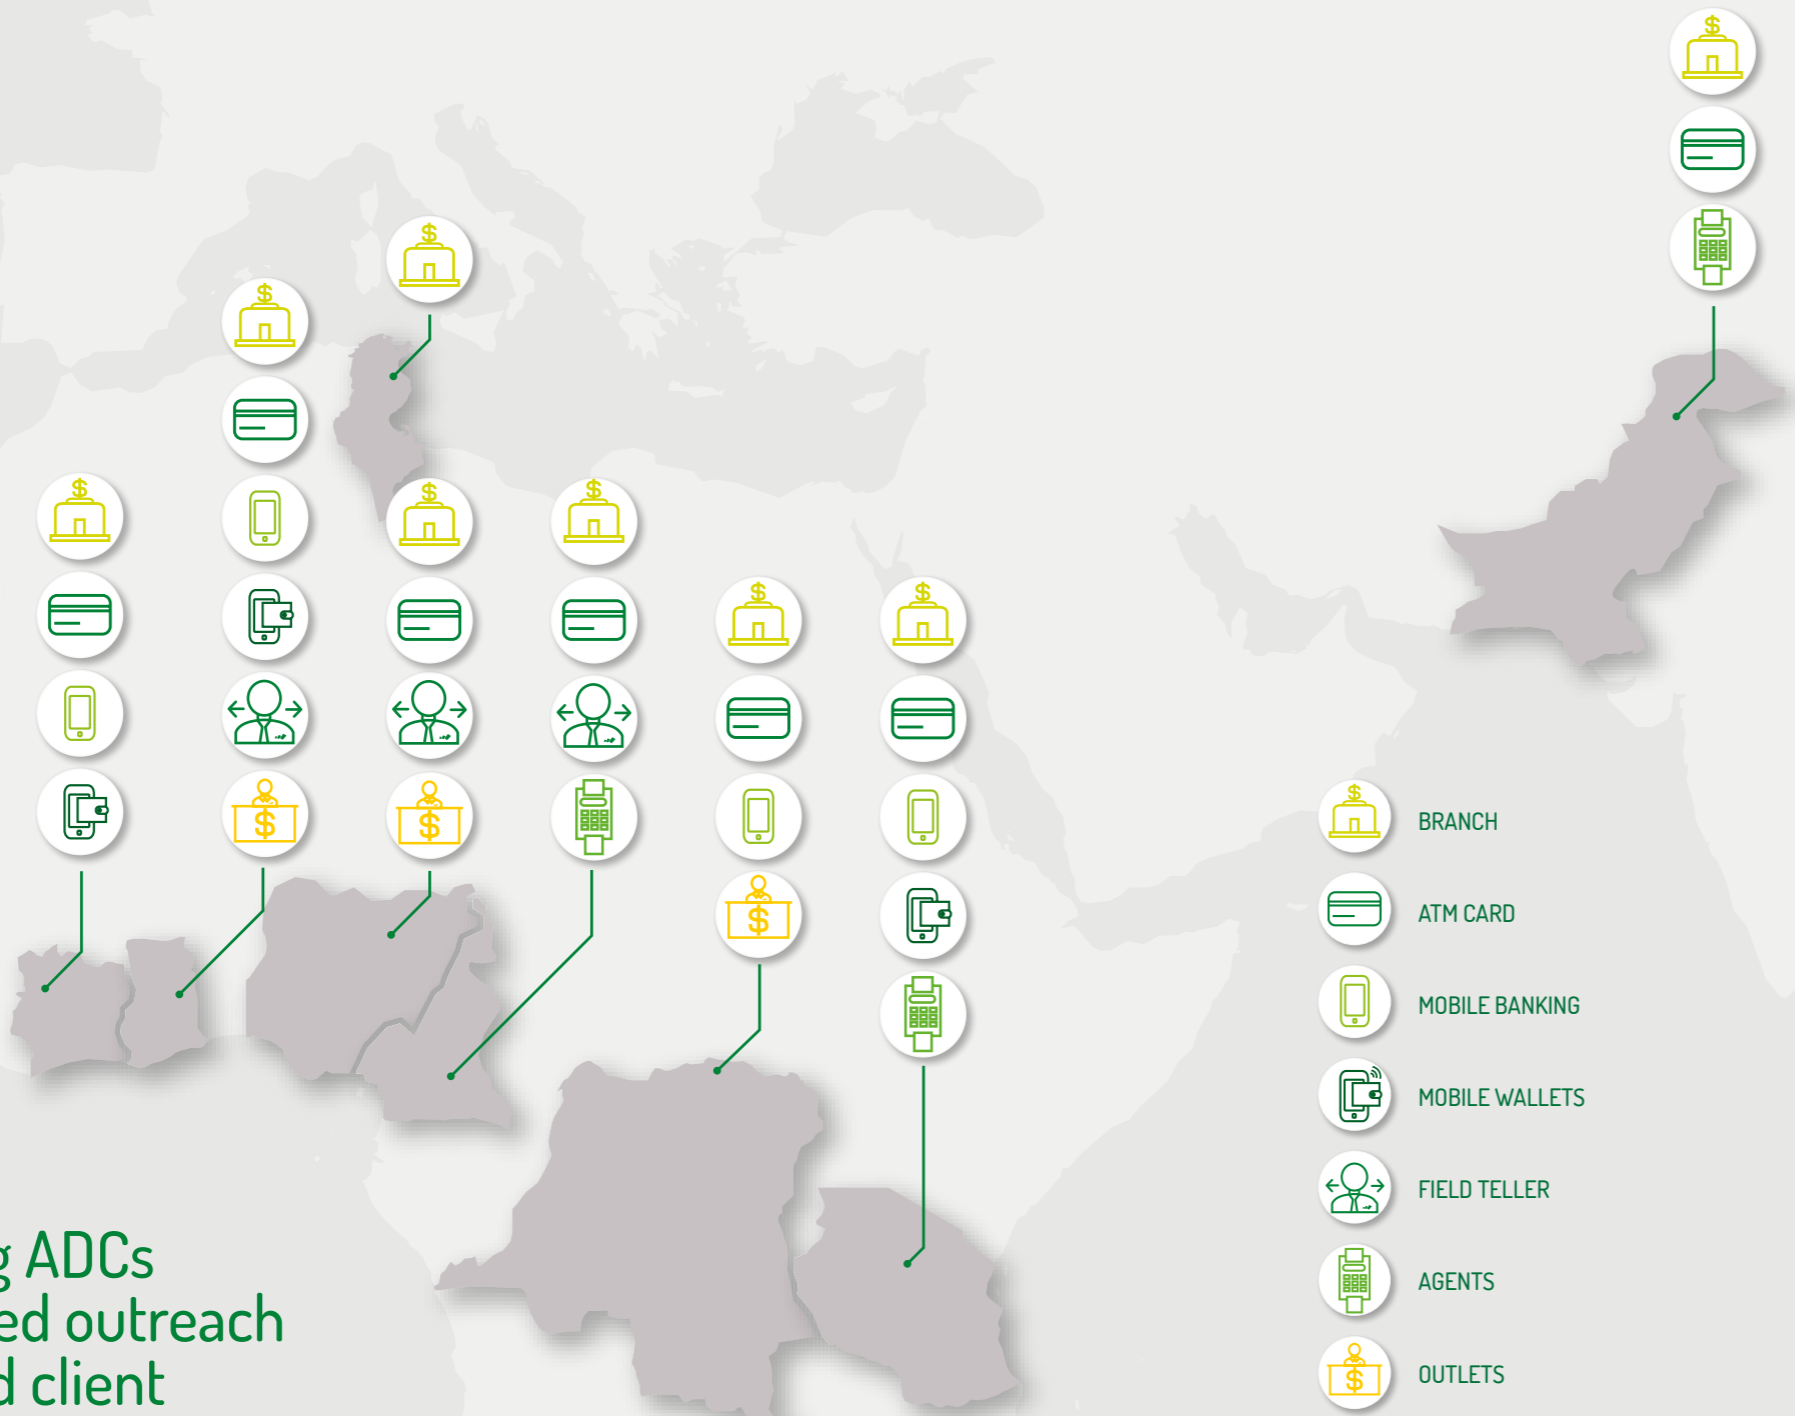 BRANCH
ATM CARD
MOBILE BANKING
MOBILE WALLETS
FIELD TELLER
AGENTS
OUTLETS
g ADCs
ed outreach
d client